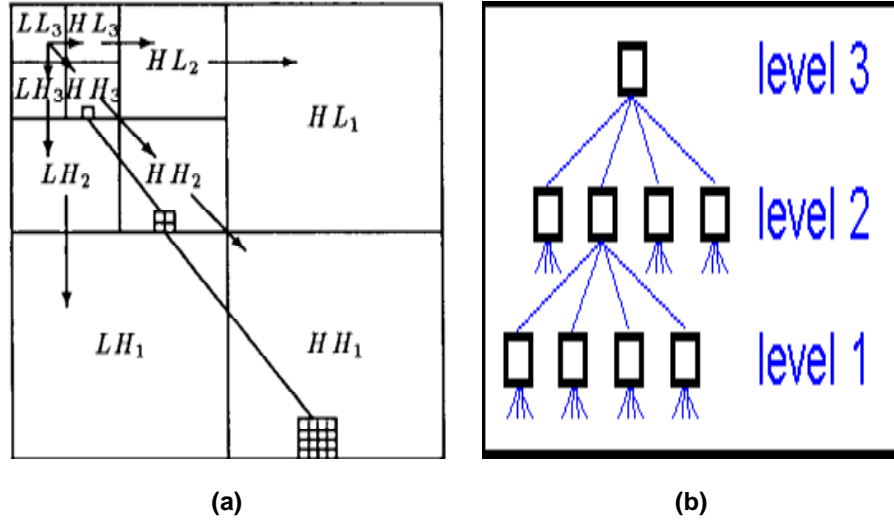 LL₃ HL₃
HL₂
LH₃ HH₃
HL₁
LH₂ HH₂
LH₁ HH₁
level 3
level 2
level 1
(a) (b)